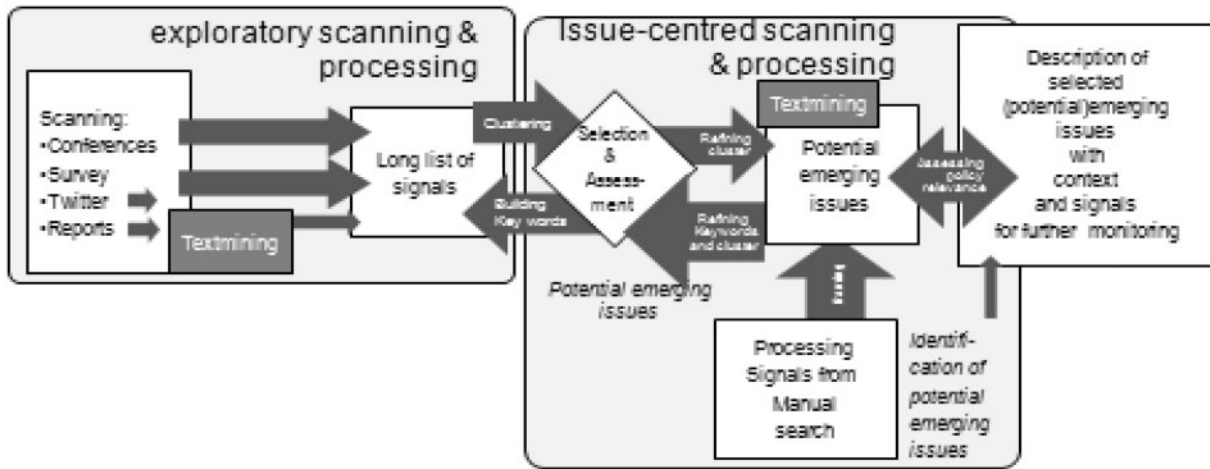 exploratory scanning &
processing
Scanning:
•Conferences
•Survey
•Twitter
•Reports
Textmining
Long list of
signals
Clustering
Building
Key words
Issue-centred scanning
& processing
Selection
&
Assess-
ment
Refining
cluster
Refining
Keywords
and cluster
Potential emerging
issues
Textmining
Potential
emerging
issues
Assessing
policy
relevance
Processing
Signals from
Manual
search
Description of
selected
(potential)emerging
issues
with
context
and signals
for further monitoring
Identifi-
cation of
potential
emerging
issues